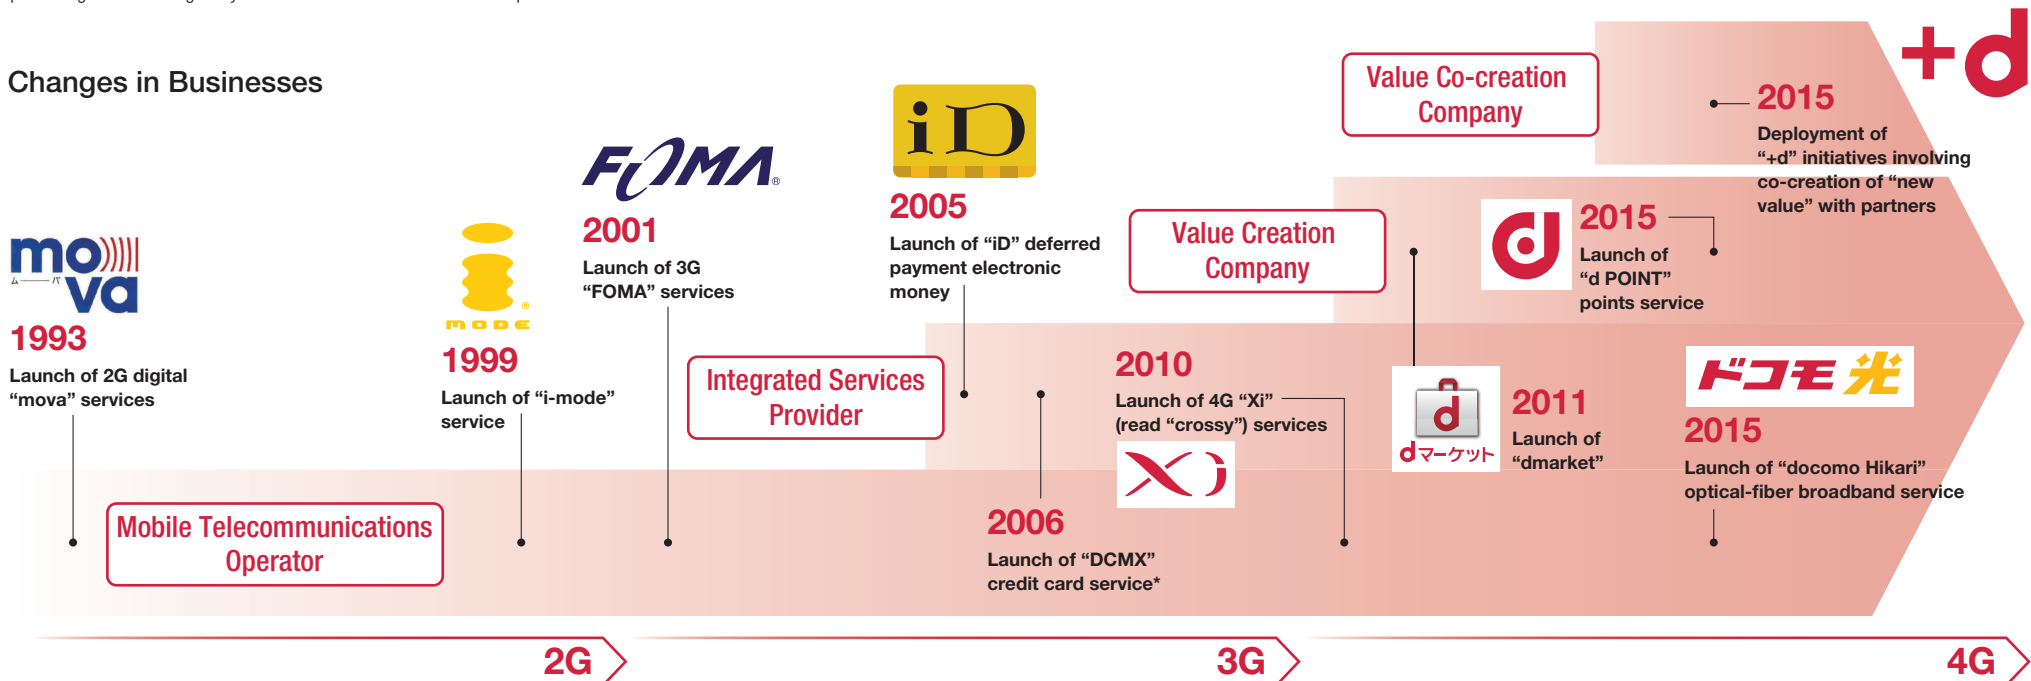 Changes in Businesses
mova
ムーバ
1993
Launch of 2G digital
“mova” services
Mobile Telecommunications
Operator
MODE
®
1999
Launch of “i-mode”
service
FOMA®
2001
Launch of 3G
“FOMA” services
Integrated Services
Provider
iD
2005
Launch of “iD” deferred
payment electronic
money
2006
Launch of “DCMX”
credit card service*
2010
Launch of 4G “Xi”
(read “crossy”) services
Xi
Value Creation
Company
d
dマーケット
2011
Launch of
“dmarket”
Value Co-creation
Company
d
2015
Launch of
“d POINT”
points service
ドコモ光
2015
Launch of “docomo Hikari”
optical-fiber broadband service
+d
2015
Deployment of
“+d” initiatives involving
co-creation of “new
value” with partners
2G
3G
4G